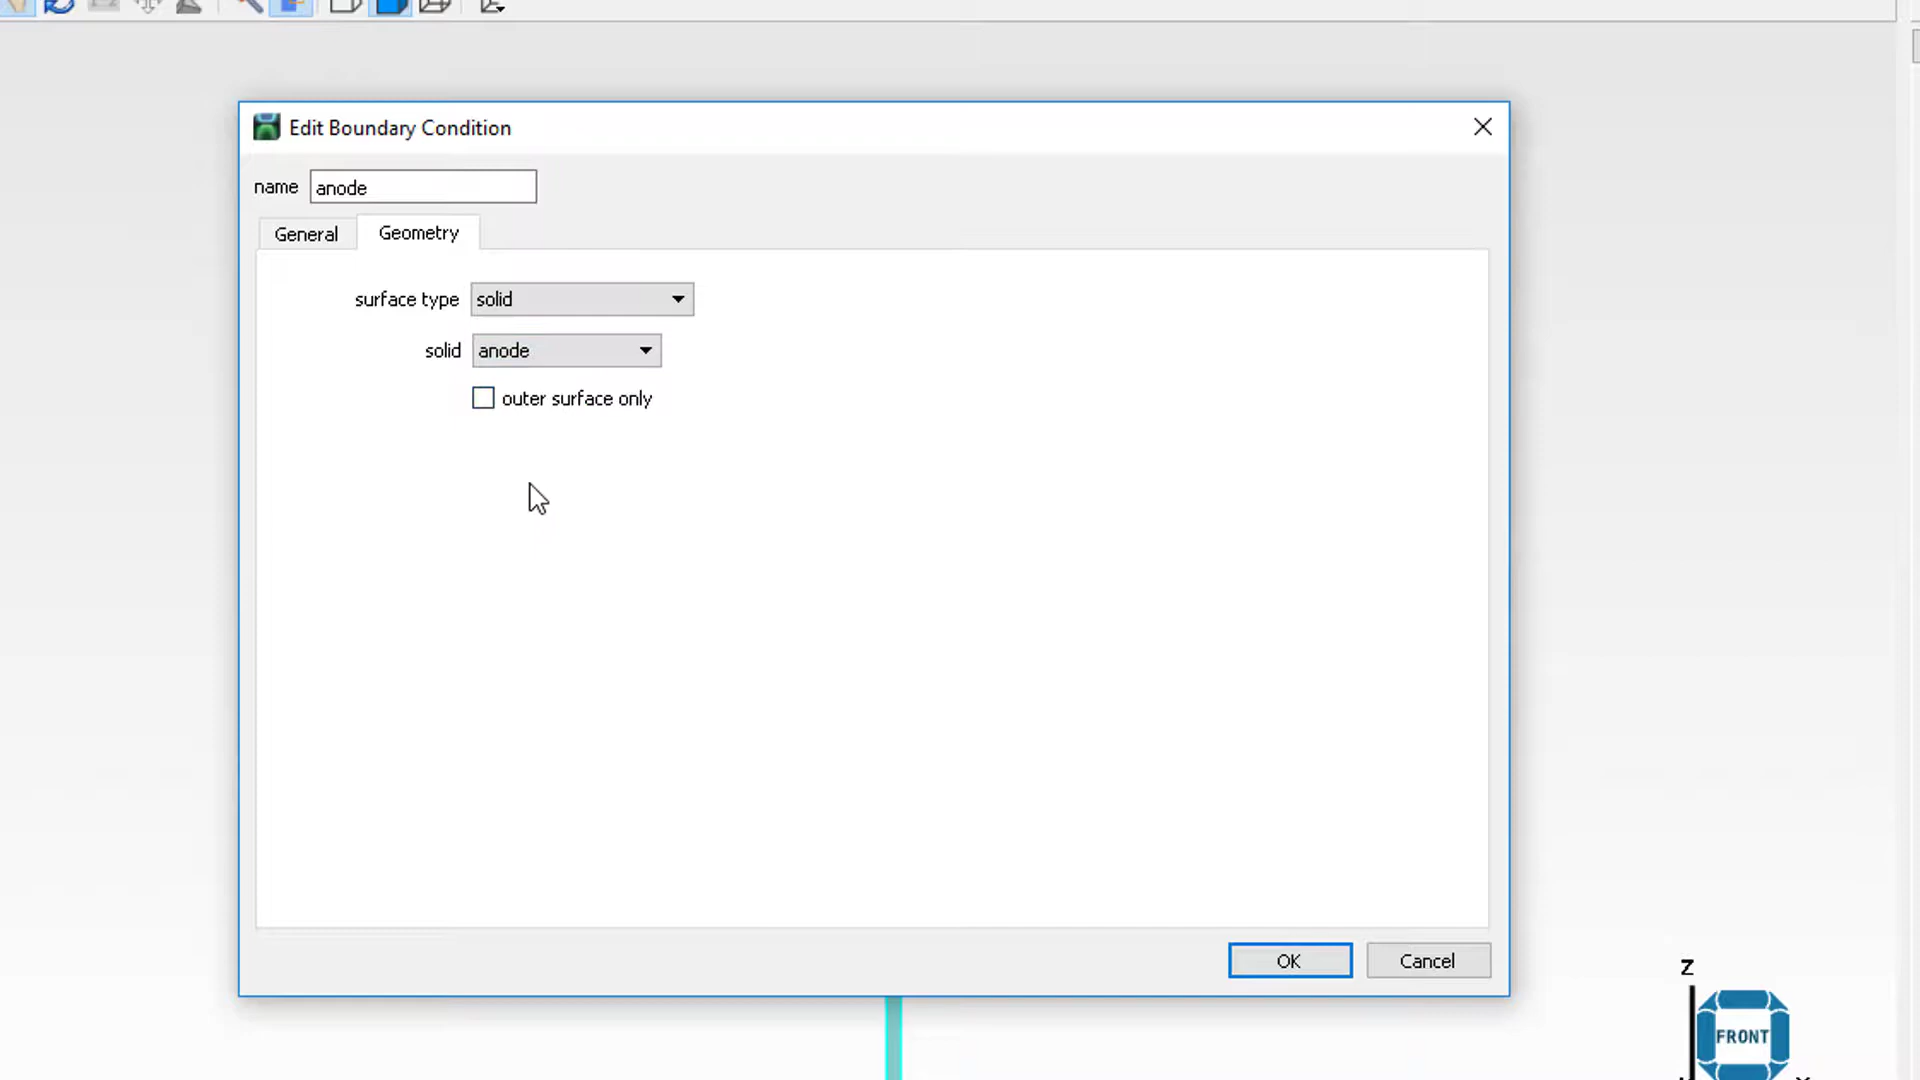 Edit Boundary Condition
name anode
General Geometry
surface type solid
solid anode
outer surface only
OK Cancel
Z
FRONT